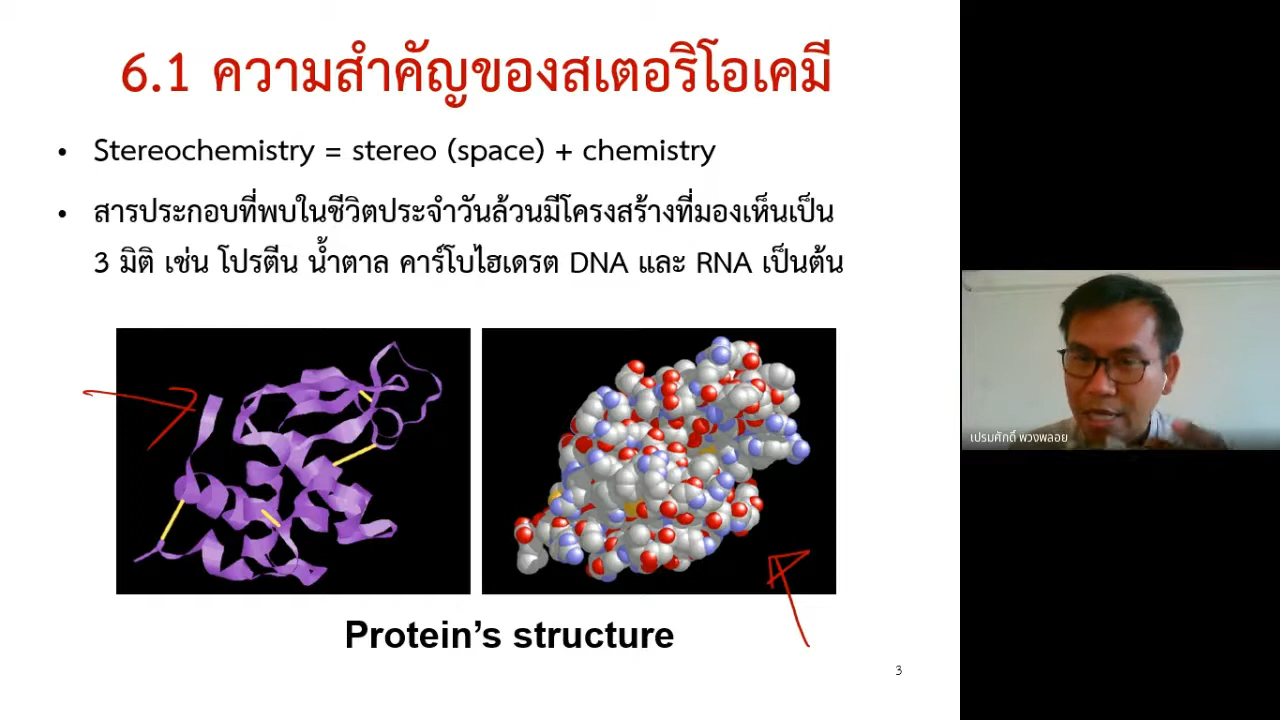 6.1 ความสำคัญของสเตอริโอเคมี
• Stereochemistry = stereo (space) + chemistry
• สารประกอบที่พบในชีวิตประจำวันล้วนมีโครงสร้างที่มองเห็นเป็น
3 มิติ เช่น โปรตีน น้ำตาล คาร์โบไฮเดรต DNA และ RNA เป็นต้น
เปรมศักดิ์ พวงพลอย
Protein’s structure
3